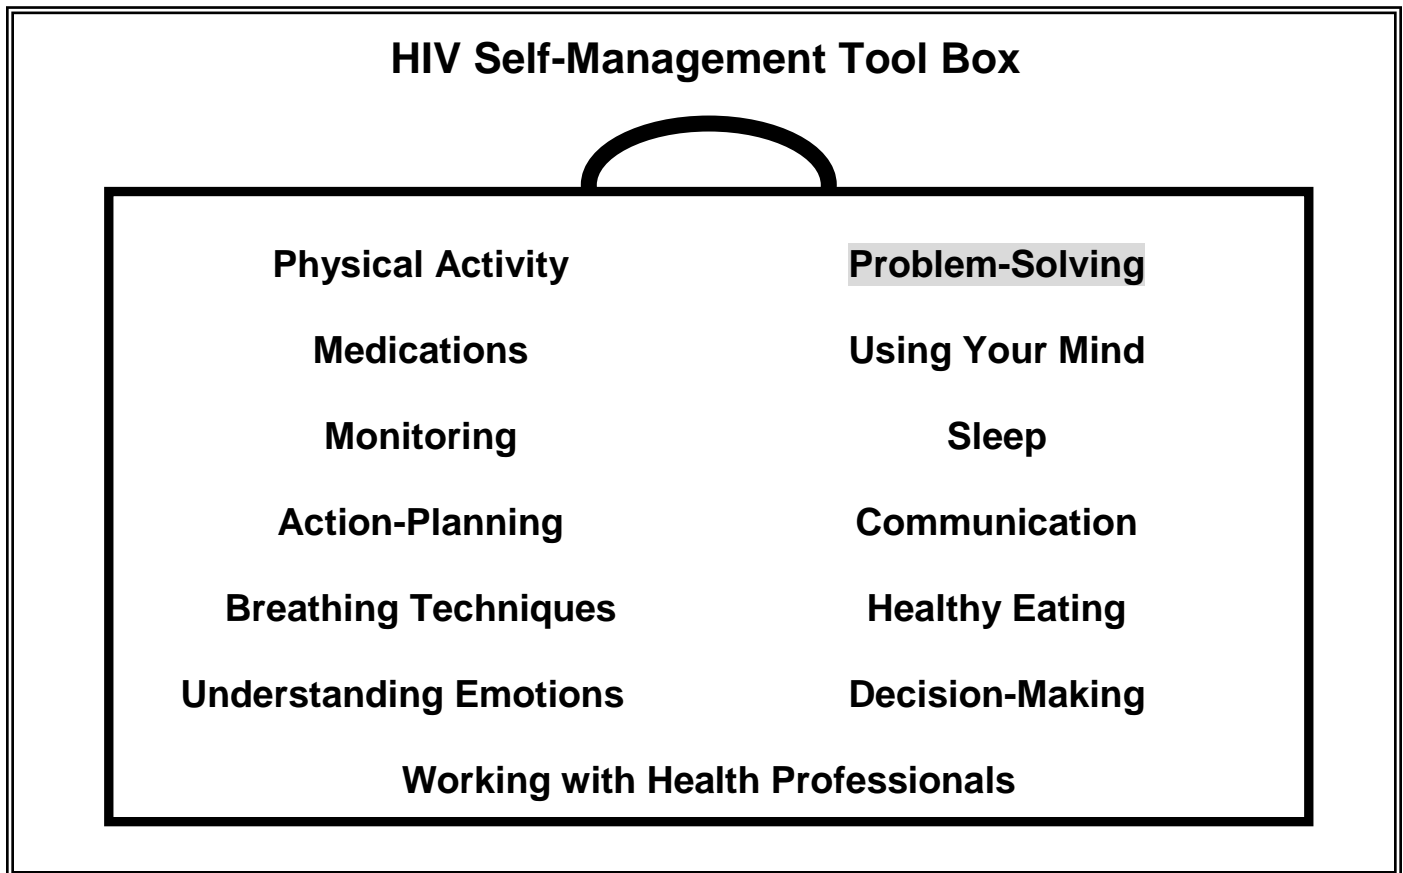 HIV Self-Management Tool Box
Physical Activity Problem-Solving
Medications Using Your Mind
Monitoring Sleep
Action-Planning Communication
Breathing Techniques Healthy Eating
Understanding Emotions Decision-Making
Working with Health Professionals